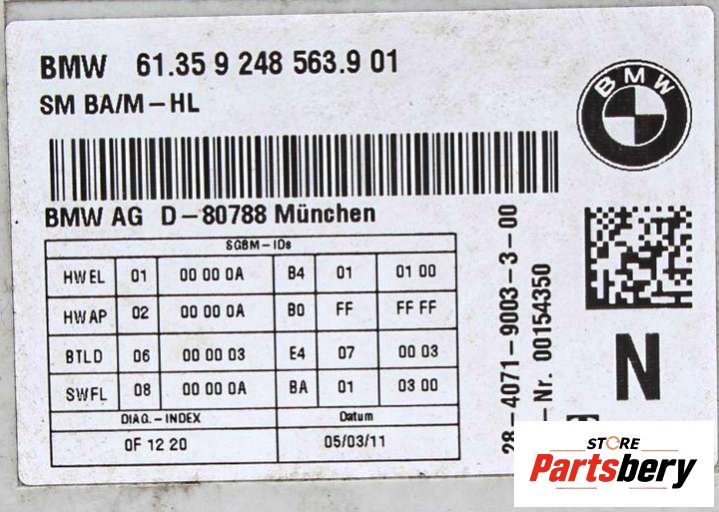 BMW 61.35 9 248 563.9 01
SM BA/M-HL
BMW
BMW AG D-80788 München
SGBM-IDs
HWEL 01 00 00 0A B4 01 01 00
HWAP 02 00 00 0A B0 FF FF FF
BTLD 06 00 00 03 E4 07 00 03
SWFL 08 00 00 0A BA 01 03 00
DIAG.-INDEX Datum
0F 12 20 05/03/11
28-4071-9003-3-00
-Nr. 00154350
N
STORE
Partsbery